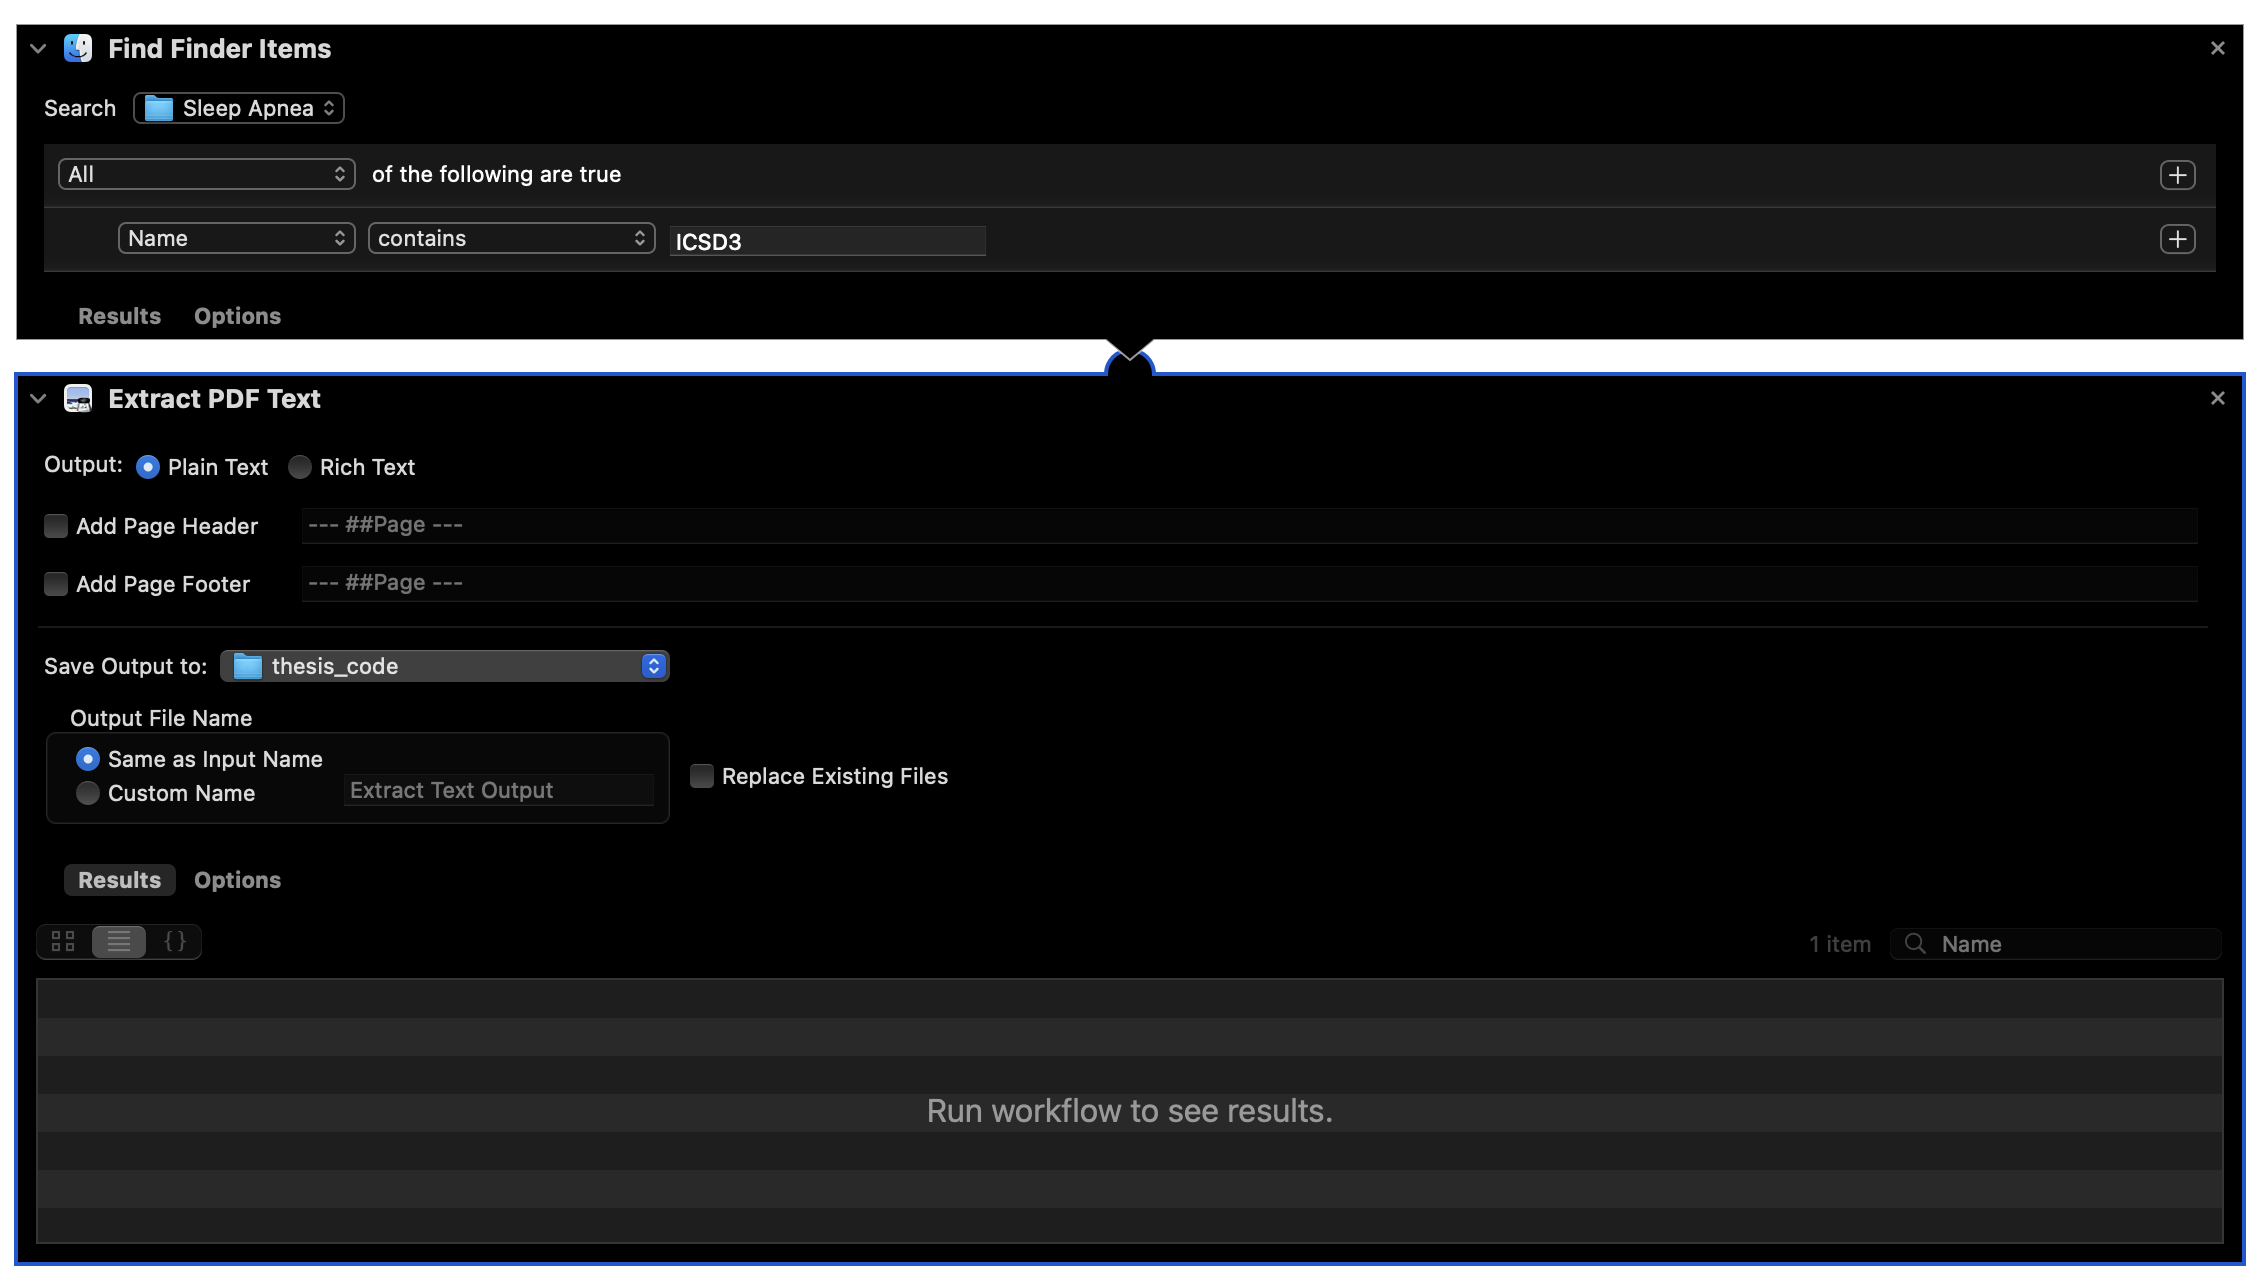 Find Finder Items
Search Sleep Apnea
All of the following are true
Name contains ICSD3
Results Options
Extract PDF Text
Output: Plain Text Rich Text
Add Page Header --- ##Page ---
Add Page Footer --- ##Page ---
Save Output to: thesis_code
Output File Name
Same as Input Name
Custom Name Extract Text Output
Replace Existing Files
Results Options
{} 1 item Name
Run workflow to see results.